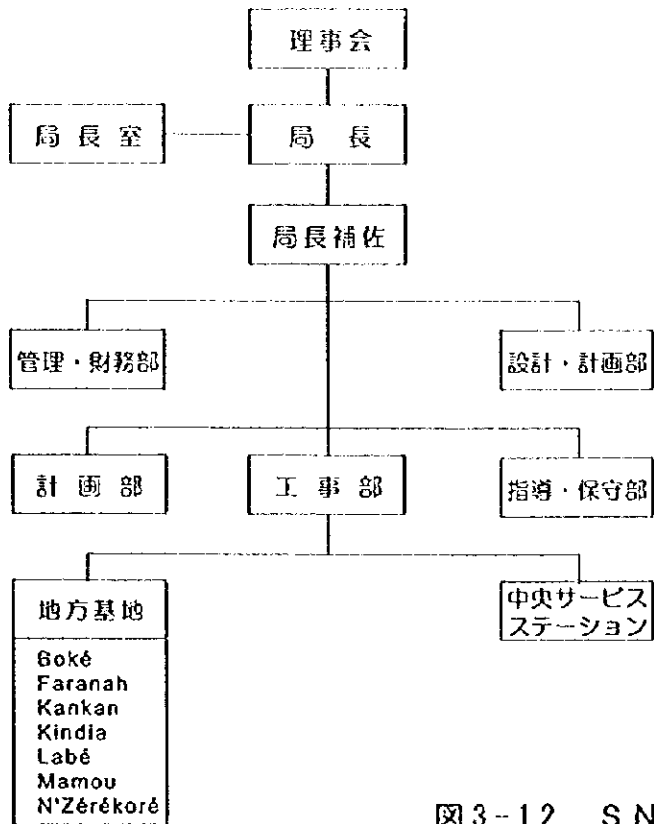 理事会
局長室
局長
局長補佐
管理・財務部
設計・計画部
計画部
工事部
指導・保守部
地方基地
Boké
Faranah
Kankan
Kindia
Labé
Mamou
N'Zérékoré
中央サービス
ステーション
図3-12 SN